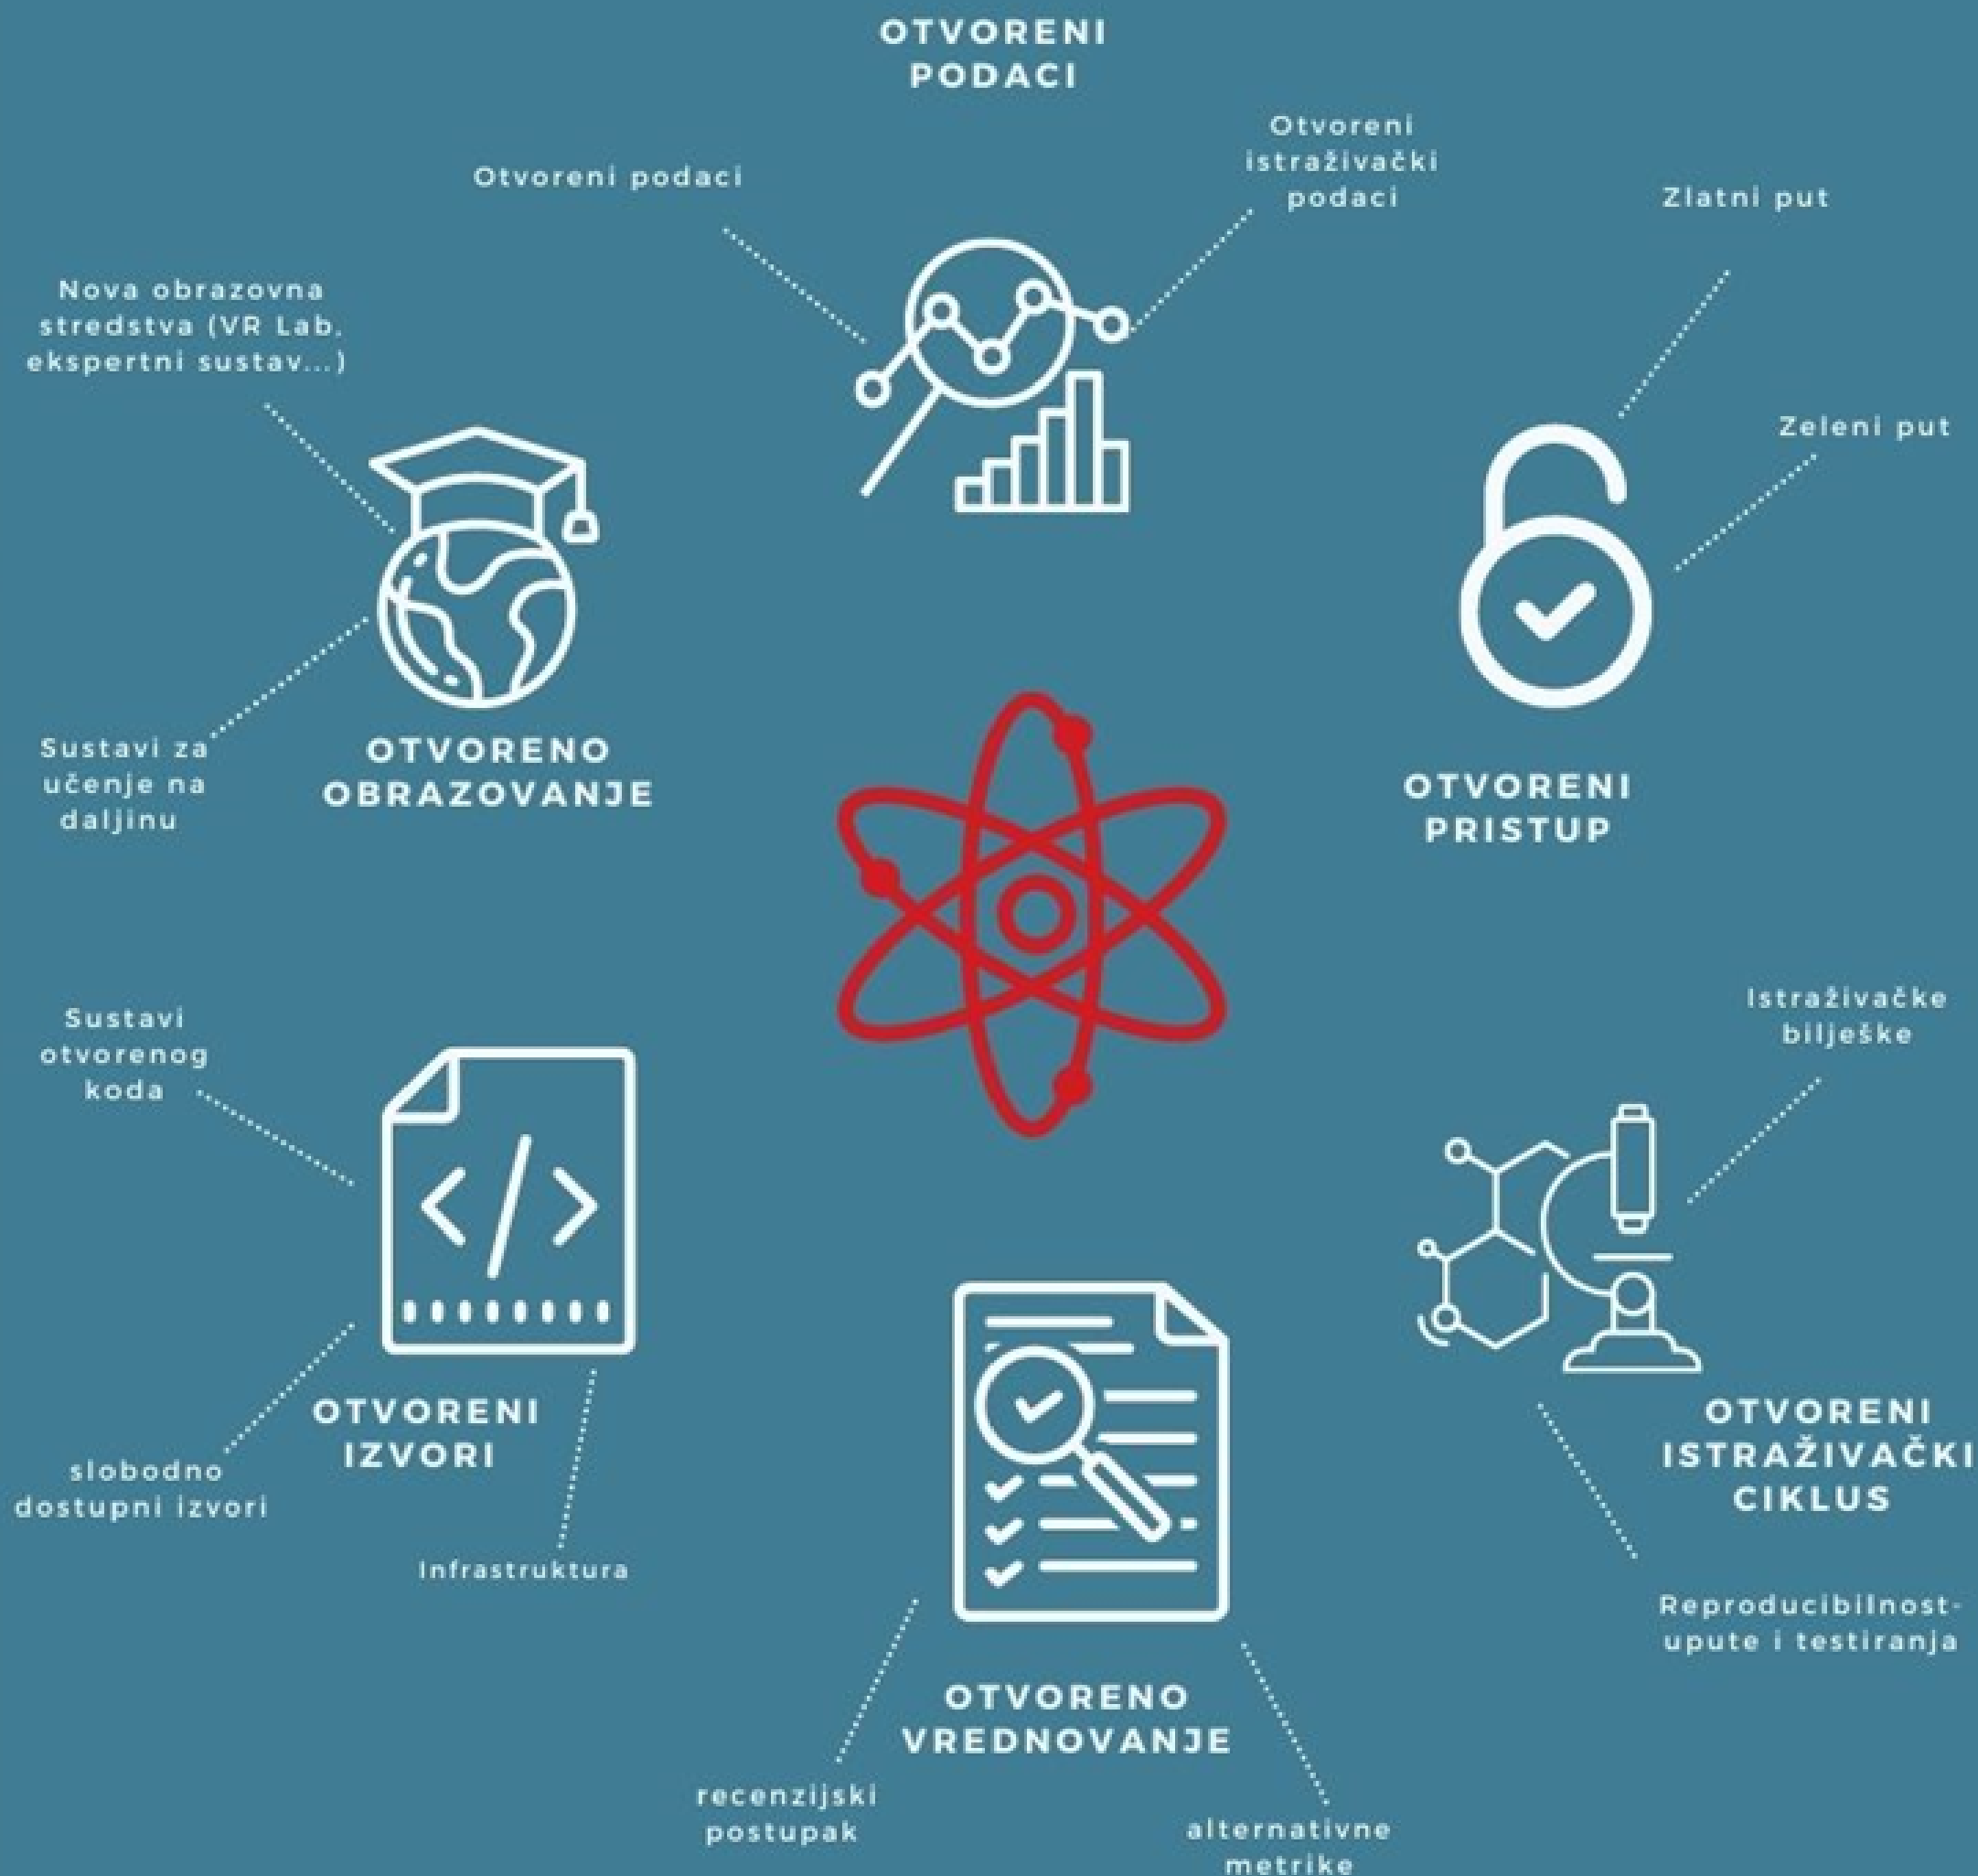 OTVORENI
PODACI
Otvoreni podaci
Otvoreni
istraživački
podaci
Zlatni put
Zeleni put
OTVORENI
PRISTUP
Nova obrazovna
stredstva (VR Lab,
ekspertni sustav...)
Sustavi za
učenje na
daljinu
OTVORENO
OBRAZOVANJE
Sustavi
otvorenog
koda
slobodno
dostupni izvori
OTVORENI
IZVORI
Infrastruktura
Istraživačke
bilješke
OTVORENI
ISTRAŽIVAČKI
CIKLUS
Reproducibilnost-
upute i testiranja
OTVORENO
VREDNOVANJE
recenzijski
postupak
alternativne
metrike